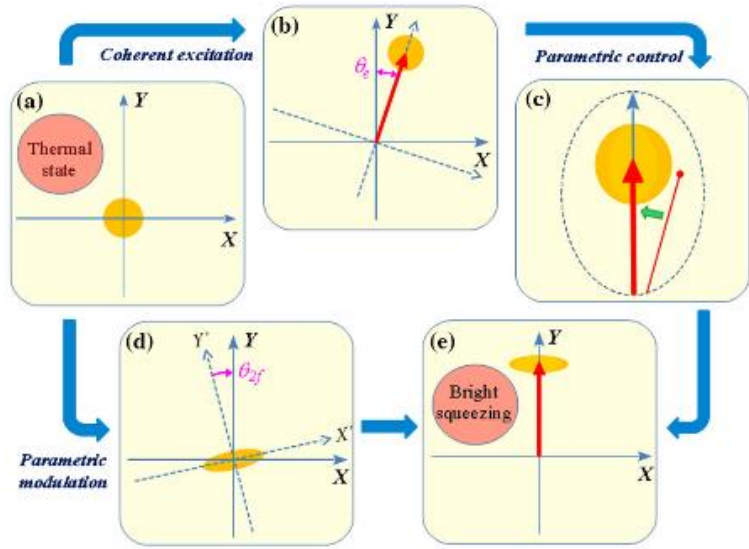 (b)
Y
θe
X
Coherent excitation
Parametric control
(a)
Y
Thermal
state
X
(c)
(d)
Y'
Y
θ2f
X'
X
Parametric
modulation
(e)
Y
Bright
squeezing
X